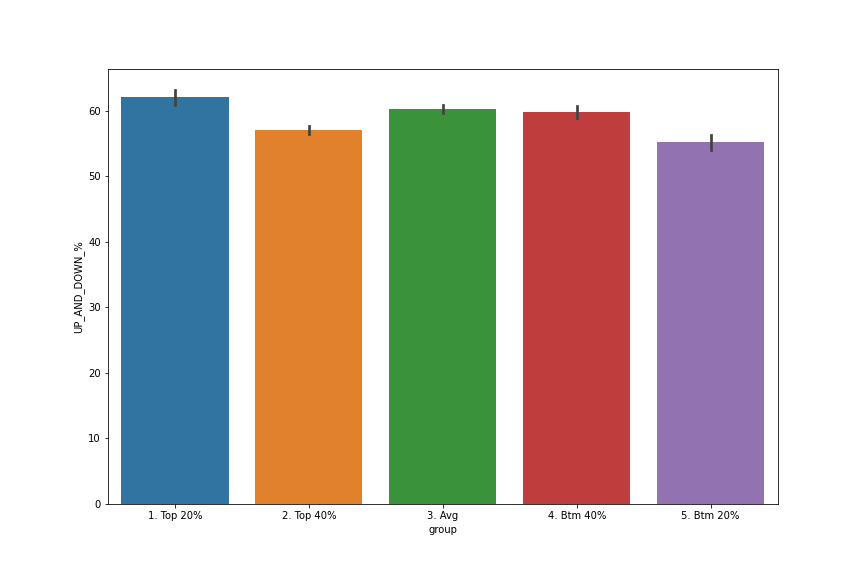 UP_AND_DOWN_%
60
50
40
30
20
10
0
1. Top 20%
2. Top 40%
3. Avg
4. Btm 40%
5. Btm 20%
group